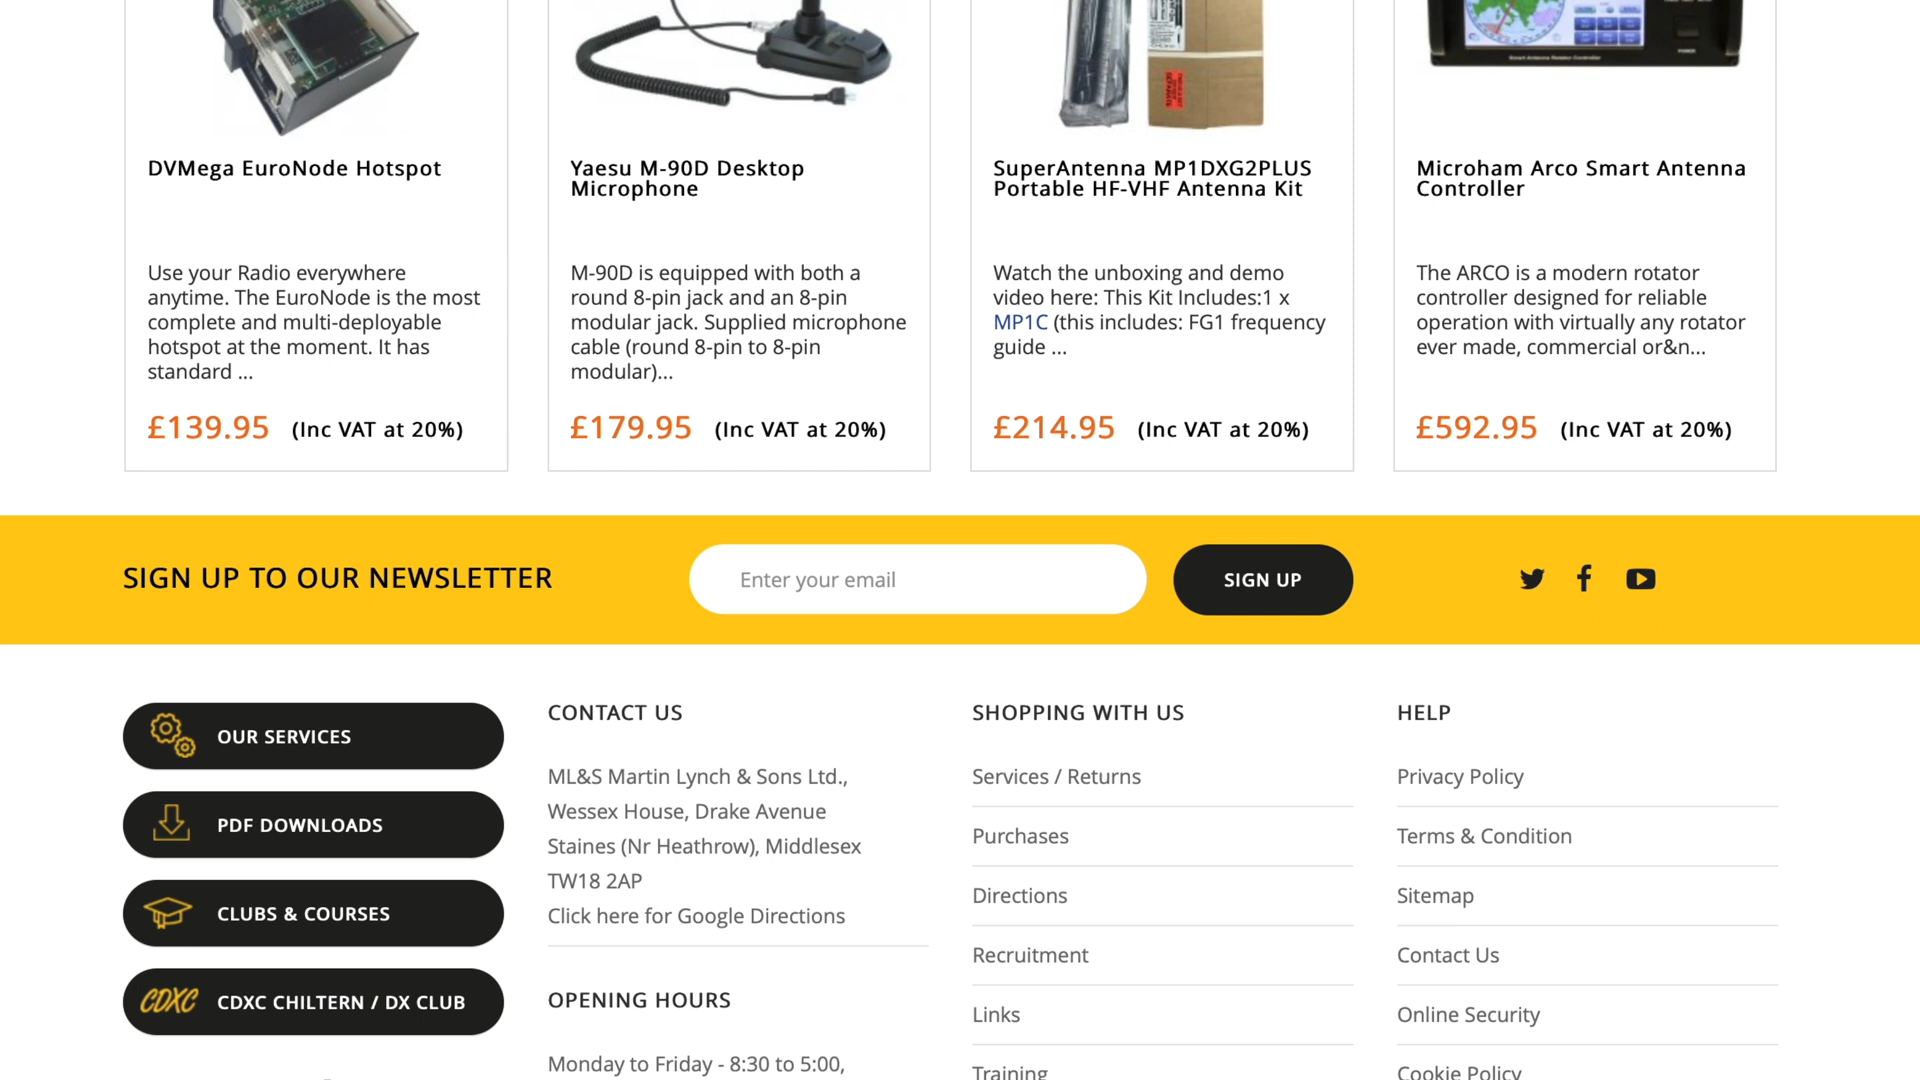 DVMega EuroNode Hotspot
Use your Radio everywhere
anytime. The EuroNode is the most
complete and multi-deployable
hotspot at the moment. It has
standard ...
£139.95 (Inc VAT at 20%)
Yaesu M-90D Desktop
Microphone
M-90D is equipped with both a
round 8-pin jack and an 8-pin
modular jack. Supplied microphone
cable (round 8-pin to 8-pin
modular)...
£179.95 (Inc VAT at 20%)
SuperAntenna MP1DXG2PLUS
Portable HF-VHF Antenna Kit
Watch the unboxing and demo
video here: This Kit Includes:1 x
MP1C (this includes: FG1 frequency
guide ...
£214.95 (Inc VAT at 20%)
Smart Antenna Rotator Controller
POWER
Microham Arco Smart Antenna
Controller
The ARCO is a modern rotator
controller designed for reliable
operation with virtually any rotator
ever made, commercial or&n...
£592.95 (Inc VAT at 20%)
SIGN UP TO OUR NEWSLETTER
Enter your email
SIGN UP
OUR SERVICES
PDF DOWNLOADS
CLUBS & COURSES
CDXC CDXC CHILTERN / DX CLUB
CONTACT US
ML&S Martin Lynch & Sons Ltd.,
Wessex House, Drake Avenue
Staines (Nr Heathrow), Middlesex
TW18 2AP
Click here for Google Directions
OPENING HOURS
Monday to Friday - 8:30 to 5:00,
SHOPPING WITH US
Services / Returns
Purchases
Directions
Recruitment
Links
Training
HELP
Privacy Policy
Terms & Condition
Sitemap
Contact Us
Online Security
Cookie Policy